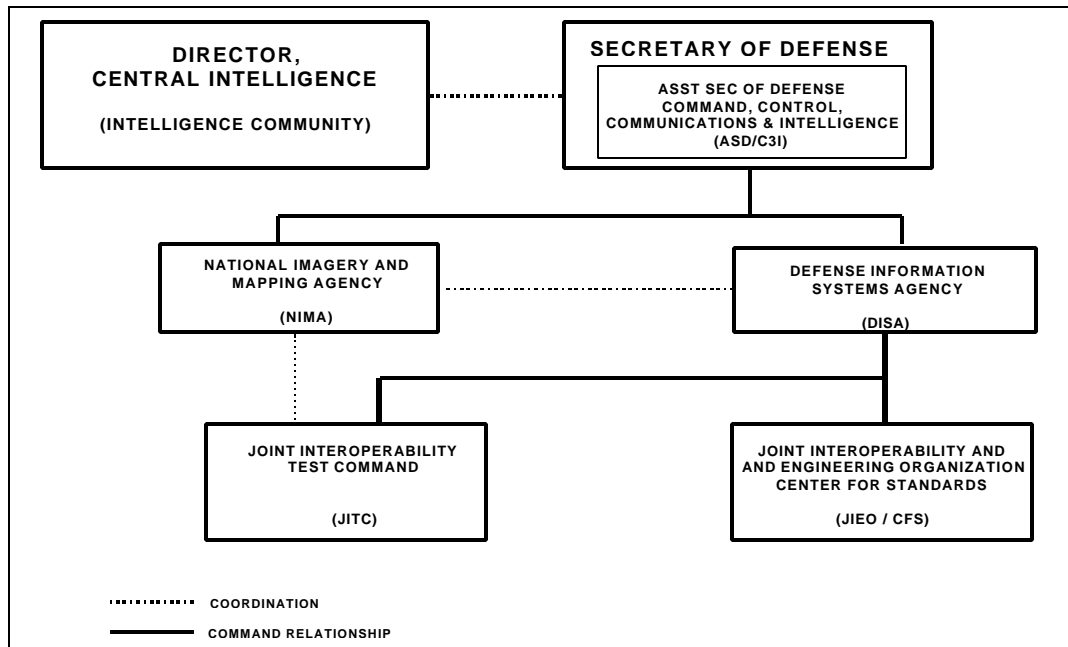 DIRECTOR,
CENTRAL INTELLIGENCE
(INTELLIGENCE COMMUNITY)
SECRETARY OF DEFENSE
ASST SEC OF DEFENSE
COMMAND, CONTROL,
COMMUNICATIONS & INTELLIGENCE
(ASD/C3I)
NATIONAL IMAGERY AND
MAPPING AGENCY
(NIMA)
DEFENSE INFORMATION
SYSTEMS AGENCY
(DISA)
JOINT INTEROPERABILITY
TEST COMMAND
(JITC)
JOINT INTEROPERABILITY AND
AND ENGINEERING ORGANIZATION
CENTER FOR STANDARDS
(JIEO / CFS)
COORDINATION
COMMAND RELATIONSHIP